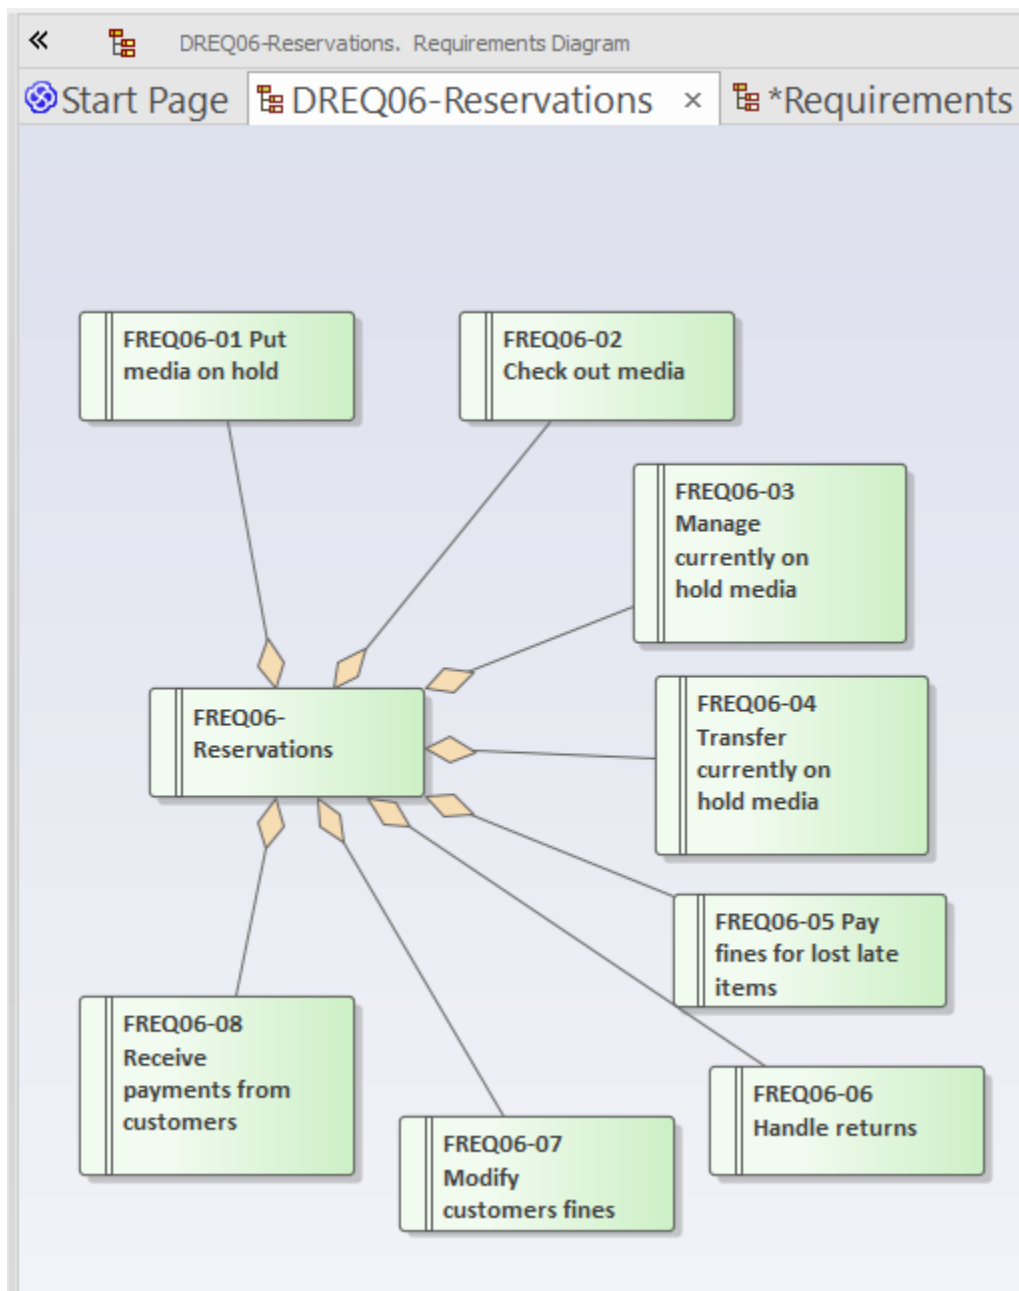 DREQ06-Reservations.  Requirements Diagram
Start Page
DREQ06-Reservations
*Requirements
FREQ06-01 Put
media on hold
FREQ06-02
Check out media
FREQ06-03
Manage
currently on
hold media
FREQ06-
Reservations
FREQ06-04
Transfer
currently on
hold media
FREQ06-05 Pay
fines for lost late
items
FREQ06-08
Receive
payments from
customers
FREQ06-06
Handle returns
FREQ06-07
Modify
customers fines